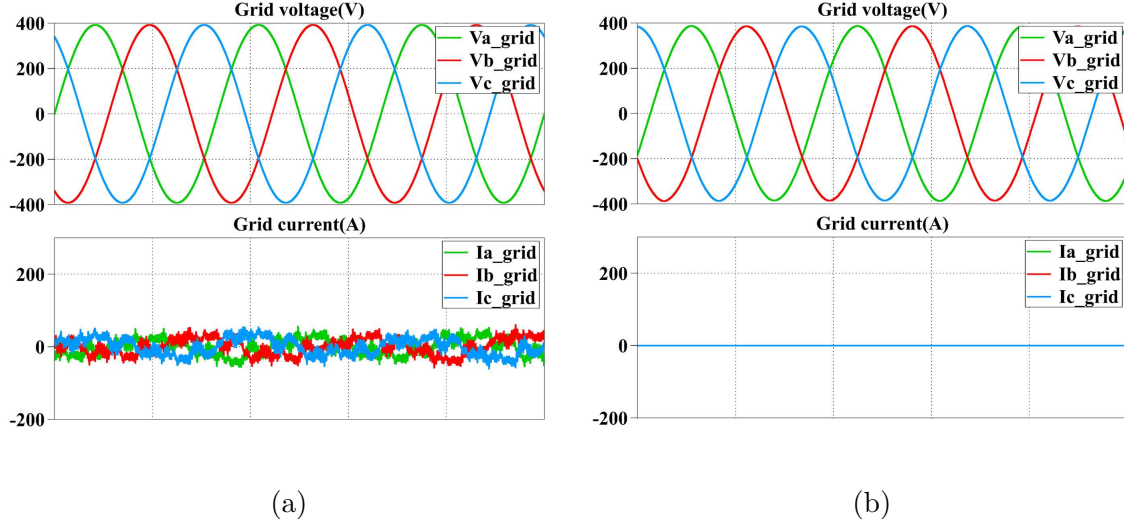 Grid voltage(V)
400
200
0
-200
-400
Va_grid
Vb_grid
Vc_grid
Grid current(A)
200
0
-200
Ia_grid
Ib_grid
Ic_grid
(a)
Grid voltage(V)
400
200
0
-200
-400
Va_grid
Vb_grid
Vc_grid
Grid current(A)
200
0
-200
Ia_grid
Ib_grid
Ic_grid
(b)